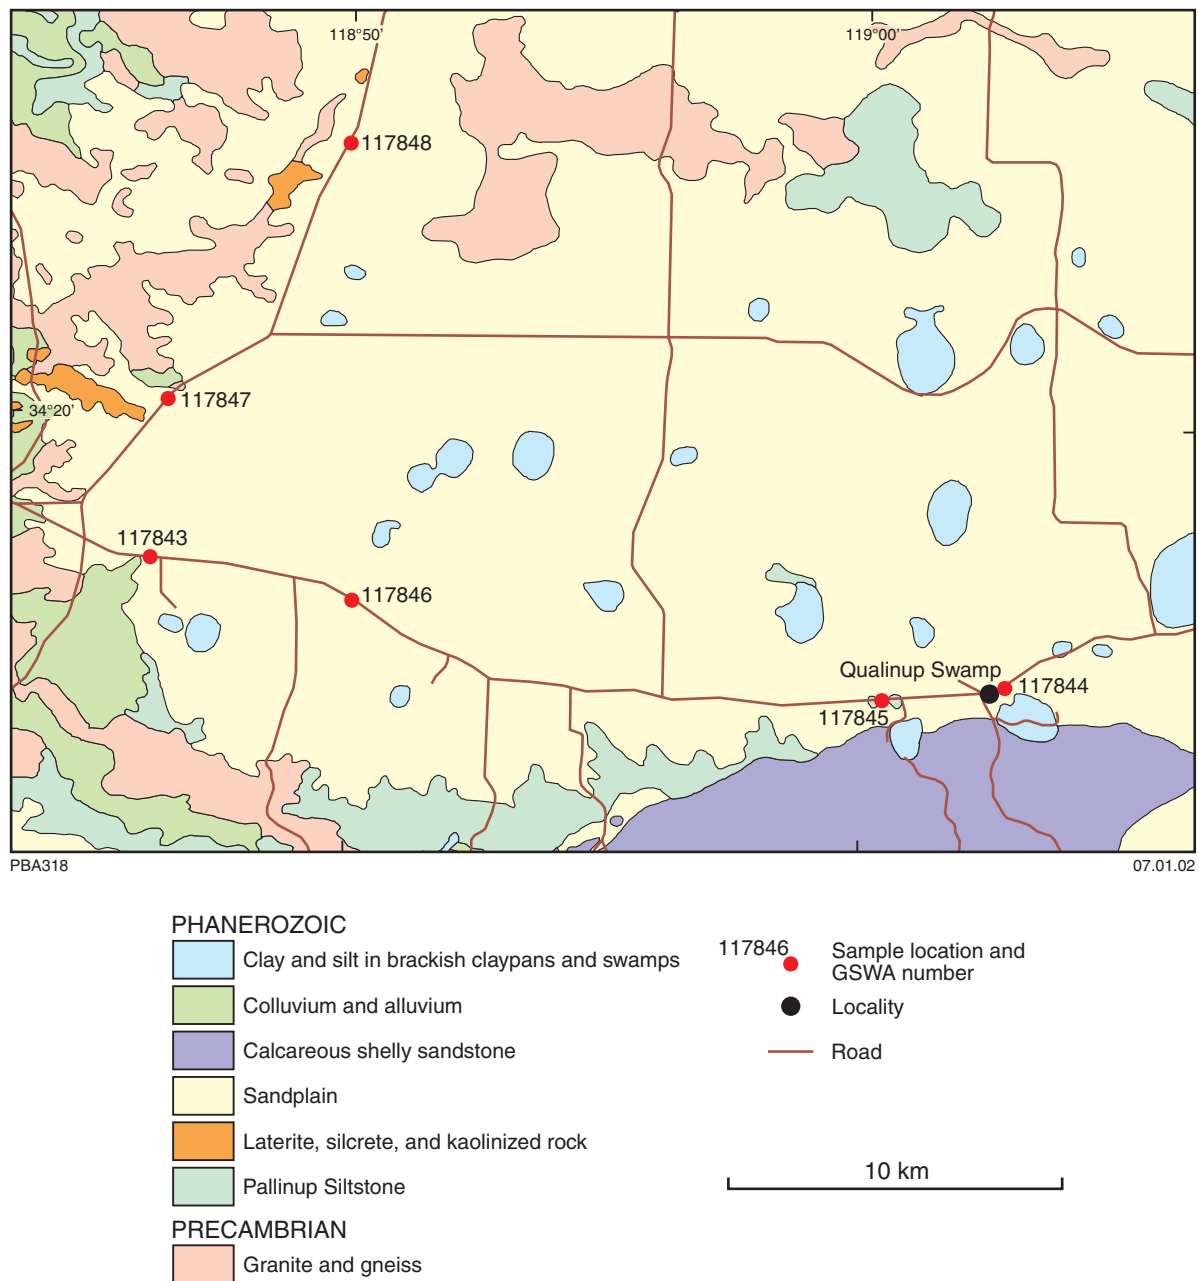 118°50’
119°00’
117848
34°20’
117847
117843
117846
Qualinup Swamp
117844
117845
PBA318
07.01.02
PHANEROZOIC
Clay and silt in brackish claypans and swamps
Colluvium and alluvium
Calcareous shelly sandstone
Sandplain
Laterite, silcrete, and kaolinized rock
Pallinup Siltstone
PRECAMBRIAN
Granite and gneiss
117846
Sample location and
GSWA number
Locality
Road
10 km